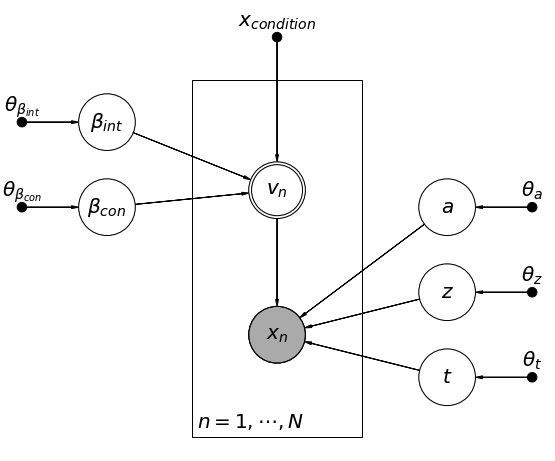 x_condition
θ_β_int
β_int
θ_β_con
β_con
v_n
a
θ_a
z
θ_z
x_n
t
θ_t
n = 1, ⋯, N